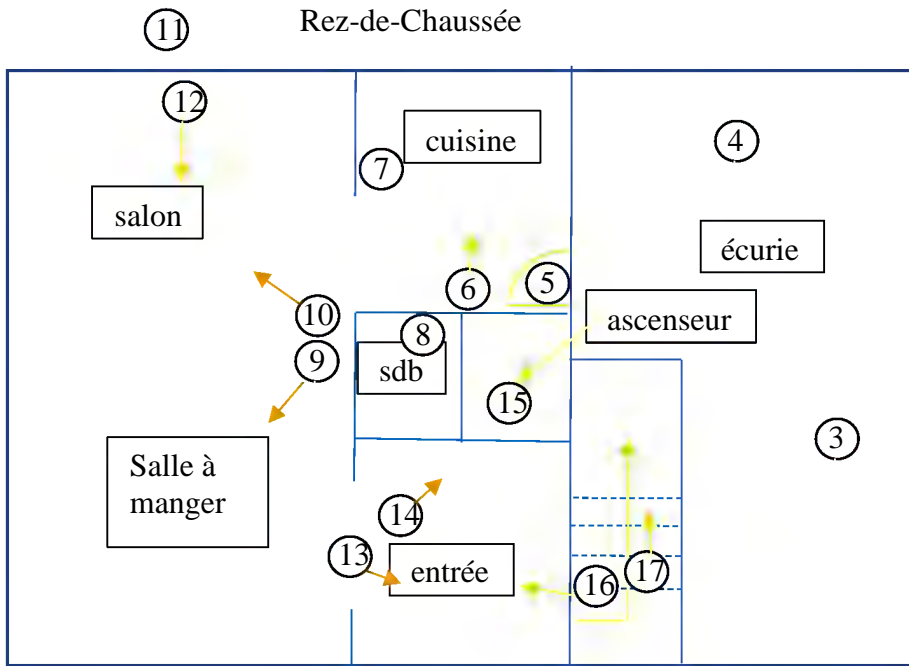 Rez-de-Chaussée
11
12
cuisine
4
7
salon
écurie
6
5
10
8
ascenseur
9
sdb
15
3
Salle à
manger
14
13
entrée
16
17